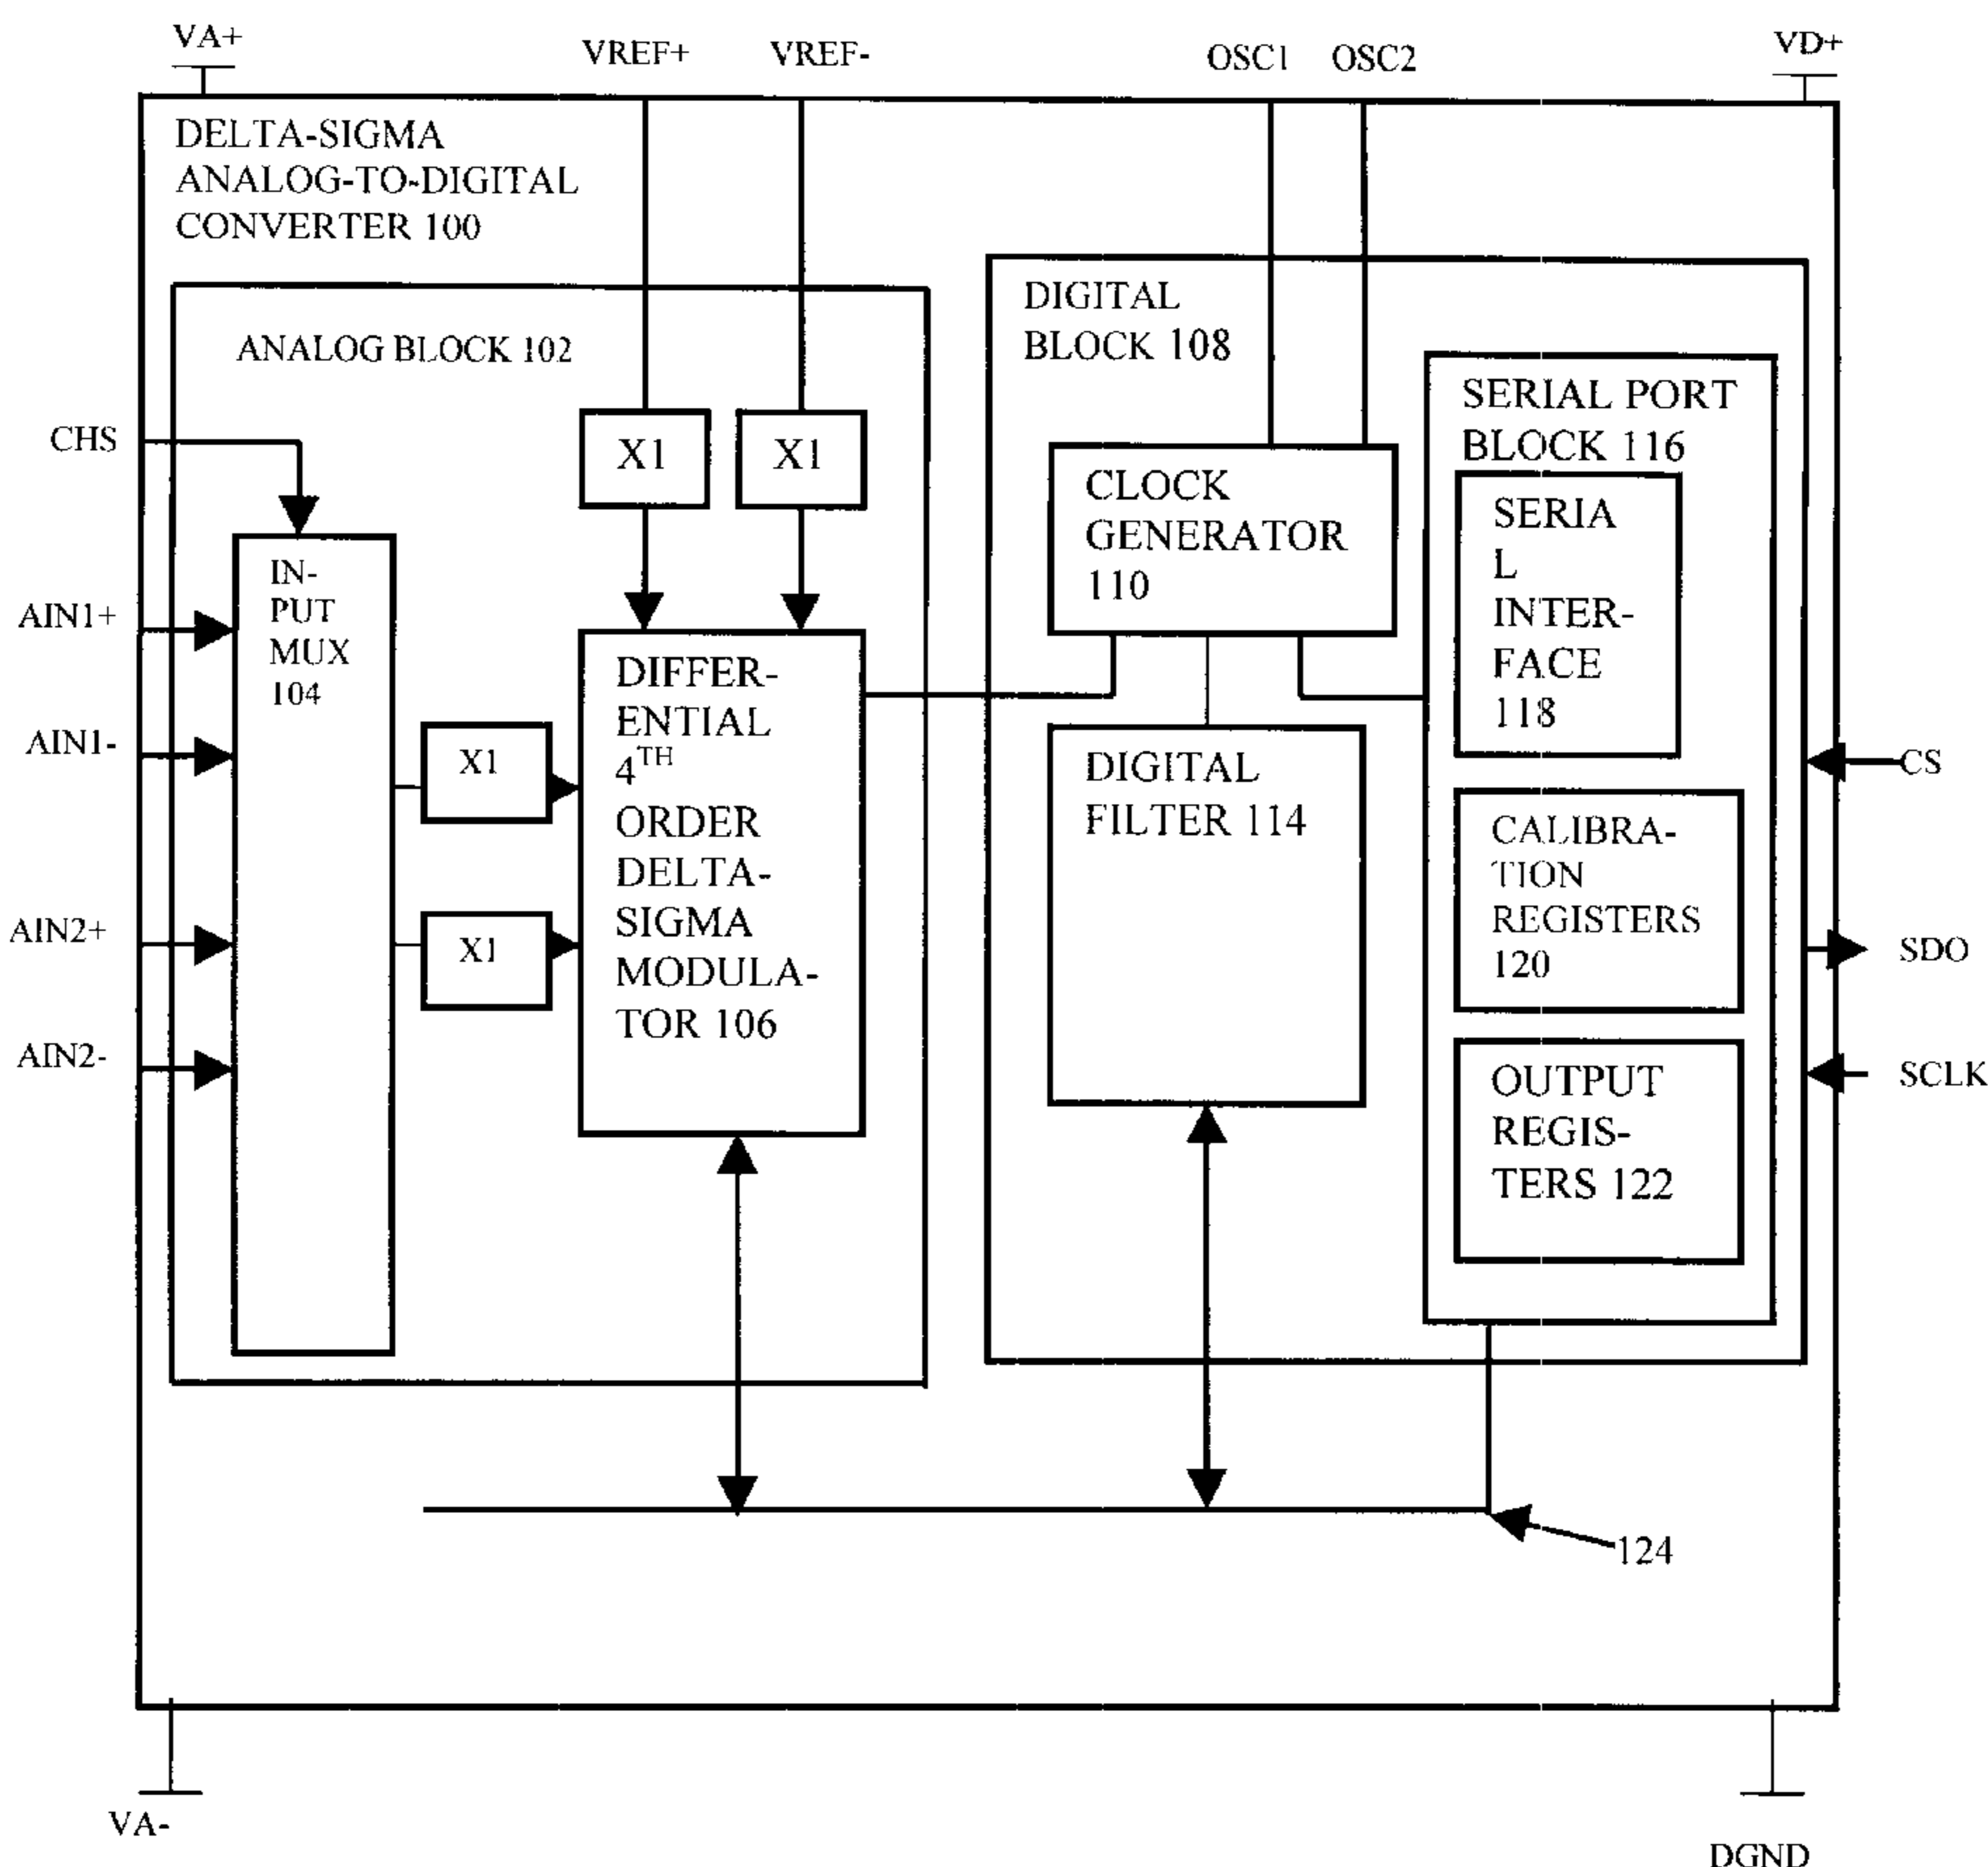 VA+
VREF+
VREF-
OSC1
OSC2
VD+
DELTA-SIGMA
ANALOG-TO-DIGITAL
CONVERTER 100
ANALOG BLOCK 102
CHS
AIN1+
AIN1-
AIN2+
AIN2-
IN-
PUT
MUX
104
X1
X1
X1
X1
DIFFER-
ENTIAL
4TH
ORDER
DELTA-
SIGMA
MODULA-
TOR 106
DIGITAL
BLOCK 108
CLOCK
GENERATOR
110
DIGITAL
FILTER 114
SERIAL PORT
BLOCK 116
SERIA
L
INTER-
FACE
118
CALIBRA-
TION
REGISTERS
120
OUTPUT
REGIS-
TERS 122
CS
SDO
SCLK
124
VA-
DGND